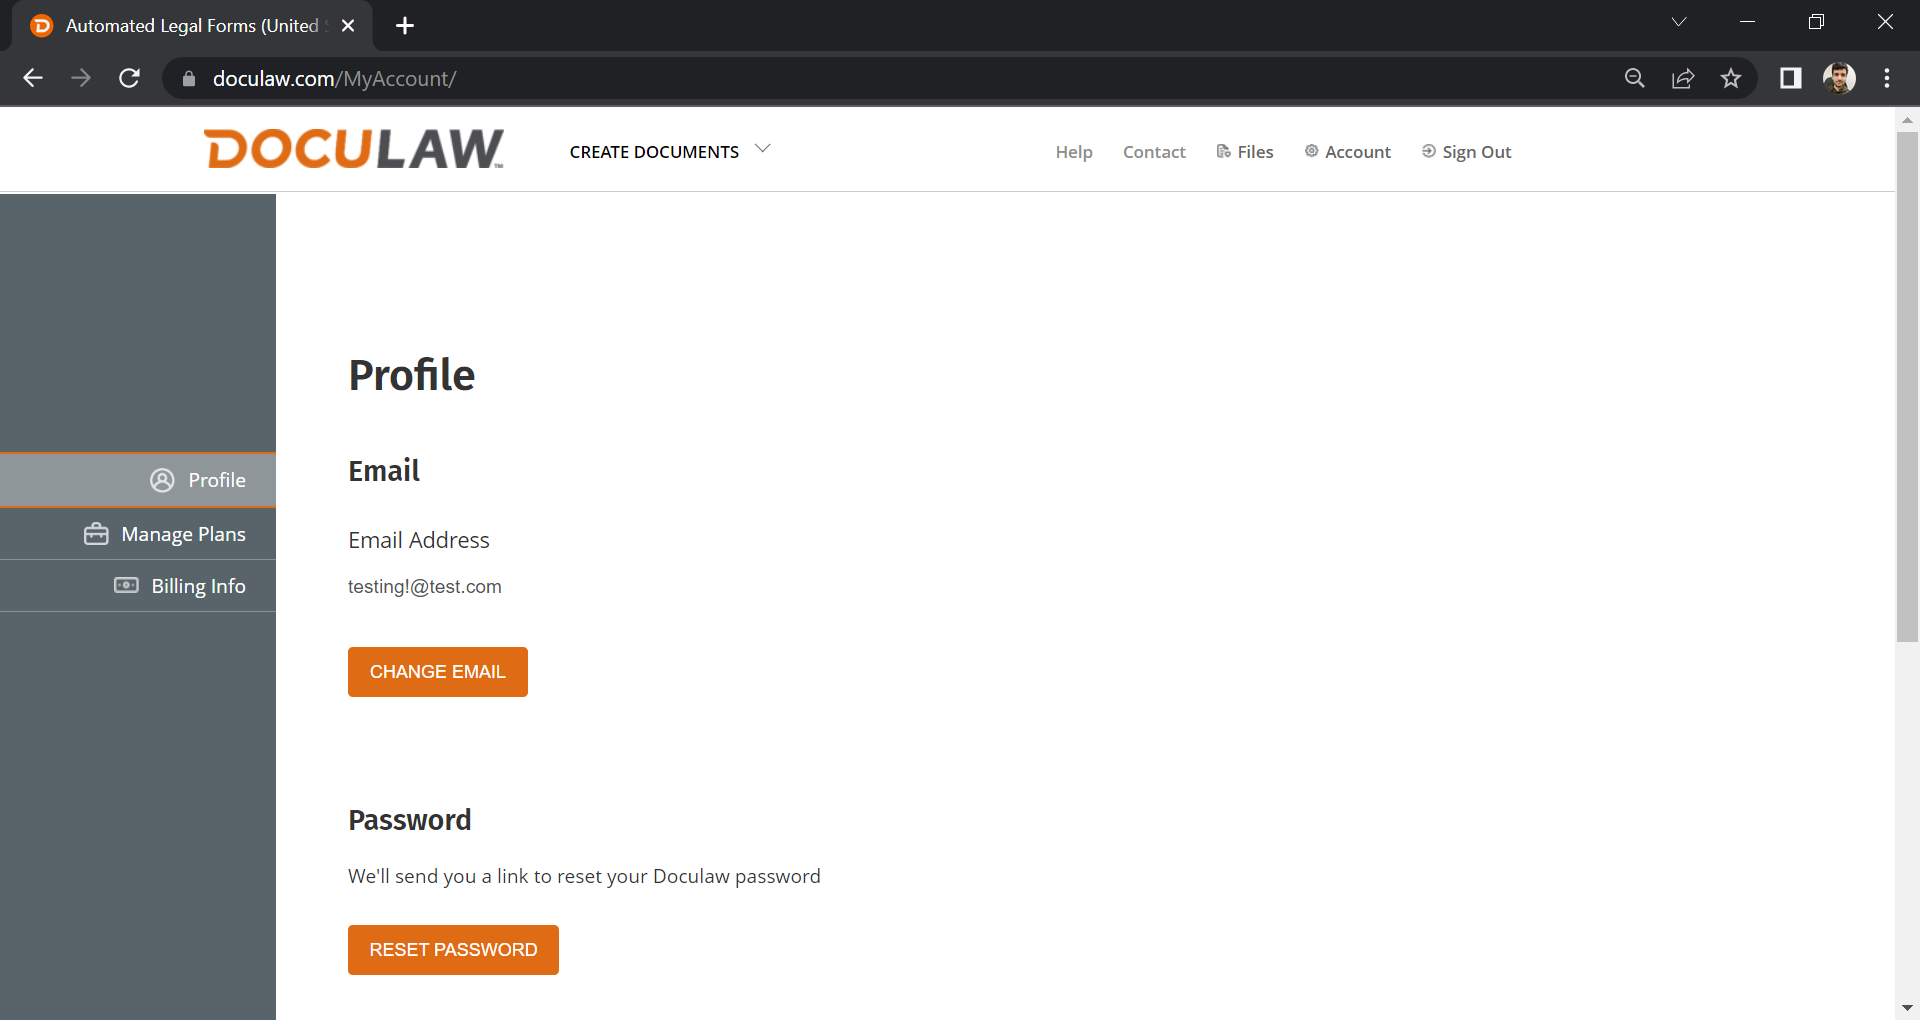 Automated Legal Forms (United
doculaw.com/MyAccount/
DOCULAW™
CREATE DOCUMENTS
Help
Contact
Files
Account
Sign Out
Profile
Manage Plans
Billing Info
Profile
Email
Email Address
testing!@test.com
CHANGE EMAIL
Password
We'll send you a link to reset your Doculaw password
RESET PASSWORD